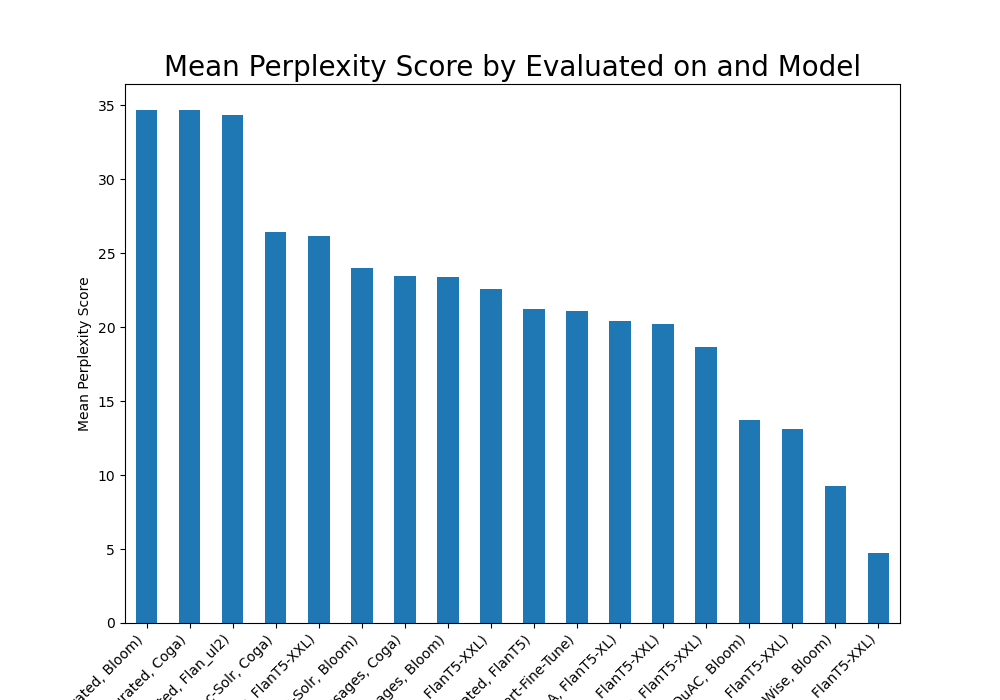 Mean Perplexity Score by Evaluated on and Model
Mean Perplexity Score
35
30
25
20
15
10
5
0
ated, Bloom)
urated, Coga)
ted, Flan_ul2)
c-Solr, Coga)
, FlanT5-XXL)
-Solr, Bloom)
sages, Coga)
ages, Bloom)
FlanT5-XXL)
ated, FlanT5)
rt-Fine-Tune)
A, FlanT5-XL)
FlanT5-XXL)
FlanT5-XXL)
QuAC, Bloom)
FlanT5-XXL)
Wise, Bloom)
FlanT5-XXL)